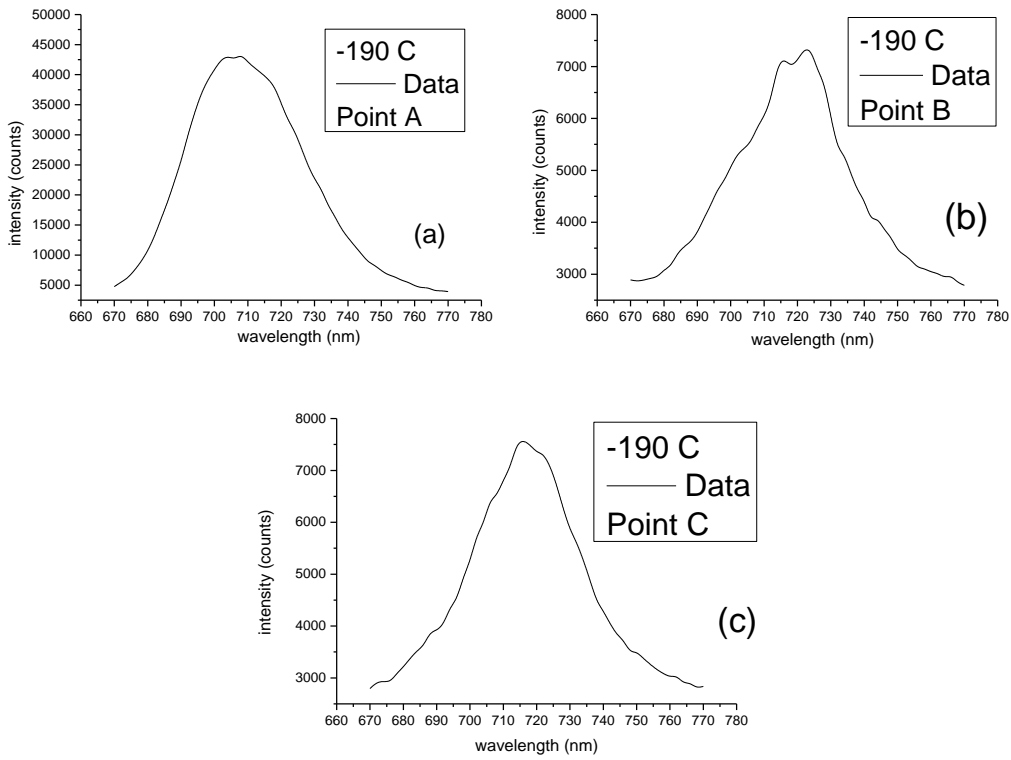 50000
45000
40000
35000
30000
25000
20000
15000
10000
5000
intensity (counts)
-190 C
Data
Point A
(a)
660 670 680 690 700 710 720 730 740 750 760 770 780
wavelength (nm)
8000
7000
6000
5000
4000
3000
intensity (counts)
-190 C
Data
Point B
(b)
660 670 680 690 700 710 720 730 740 750 760 770 780
wavelength (nm)
8000
7000
6000
5000
4000
3000
intensity (counts)
-190 C
Data
Point C
(c)
660 670 680 690 700 710 720 730 740 750 760 770 780
wavelength (nm)